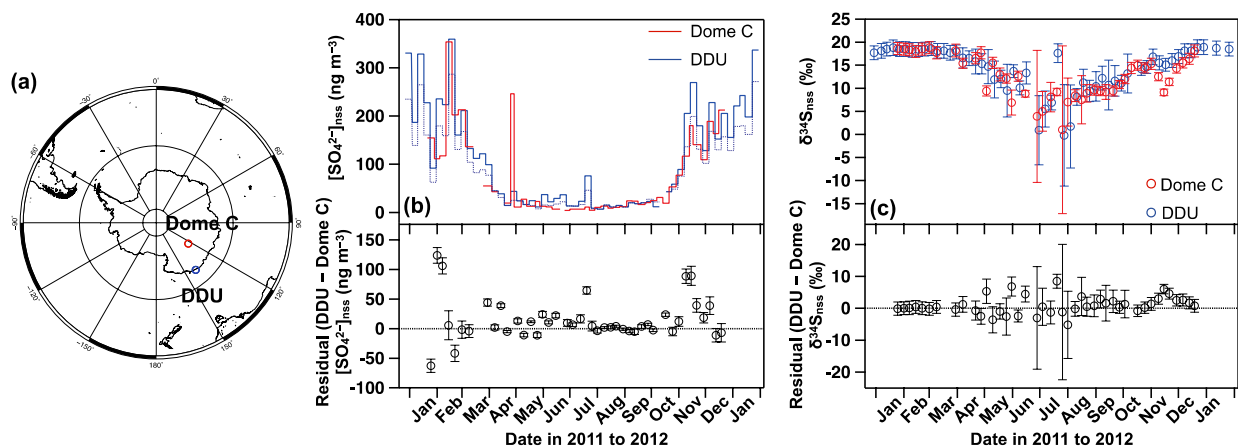 (a)
0°
−30°
30°
−60°
60°
−90°
90°
−120°
120°
150°
180°
Dome C
DDU
[SO₄²⁻]nss (ng m⁻³)
400
300
200
100
0
Dome C
DDU
(b)
Residual (DDU − Dome C)
[SO₄²⁻]nss (ng m⁻³)
150
100
50
0
-50
-100
Jan
Feb
Mar
Apr
May
Jun
Jul
Aug
Sep
Oct
Nov
Dec
Jan
Date in 2011 to 2012
δ³⁴Snss (‰)
25
20
15
10
5
0
-5
-10
-15
-20
Dome C
DDU
(c)
Residual (DDU − Dome C)
δ³⁴Snss (‰)
20
10
0
-10
-20
Jan
Feb
Mar
Apr
May
Jun
Jul
Aug
Sep
Oct
Nov
Dec
Jan
Date in 2011 to 2012